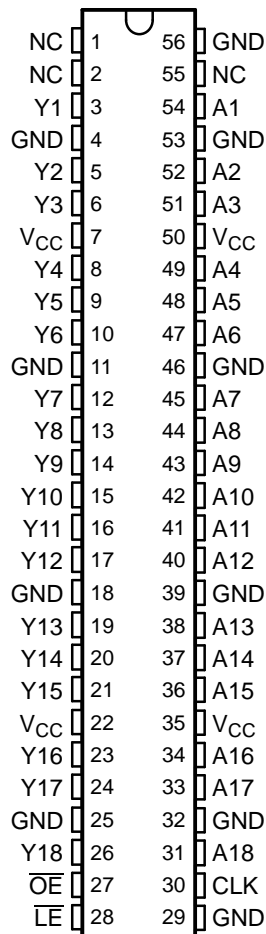 NC 1 56 GND
NC 2 55 NC
Y1 3 54 A1
GND 4 53 GND
Y2 5 52 A2
Y3 6 51 A3
VCC 7 50 VCC
Y4 8 49 A4
Y5 9 48 A5
Y6 10 47 A6
GND 11 46 GND
Y7 12 45 A7
Y8 13 44 A8
Y9 14 43 A9
Y10 15 42 A10
Y11 16 41 A11
Y12 17 40 A12
GND 18 39 GND
Y13 19 38 A13
Y14 20 37 A14
Y15 21 36 A15
VCC 22 35 VCC
Y16 23 34 A16
Y17 24 33 A17
GND 25 32 GND
Y18 26 31 A18
O̅E̅ 27 30 CLK
L̅E̅ 28 29 GND